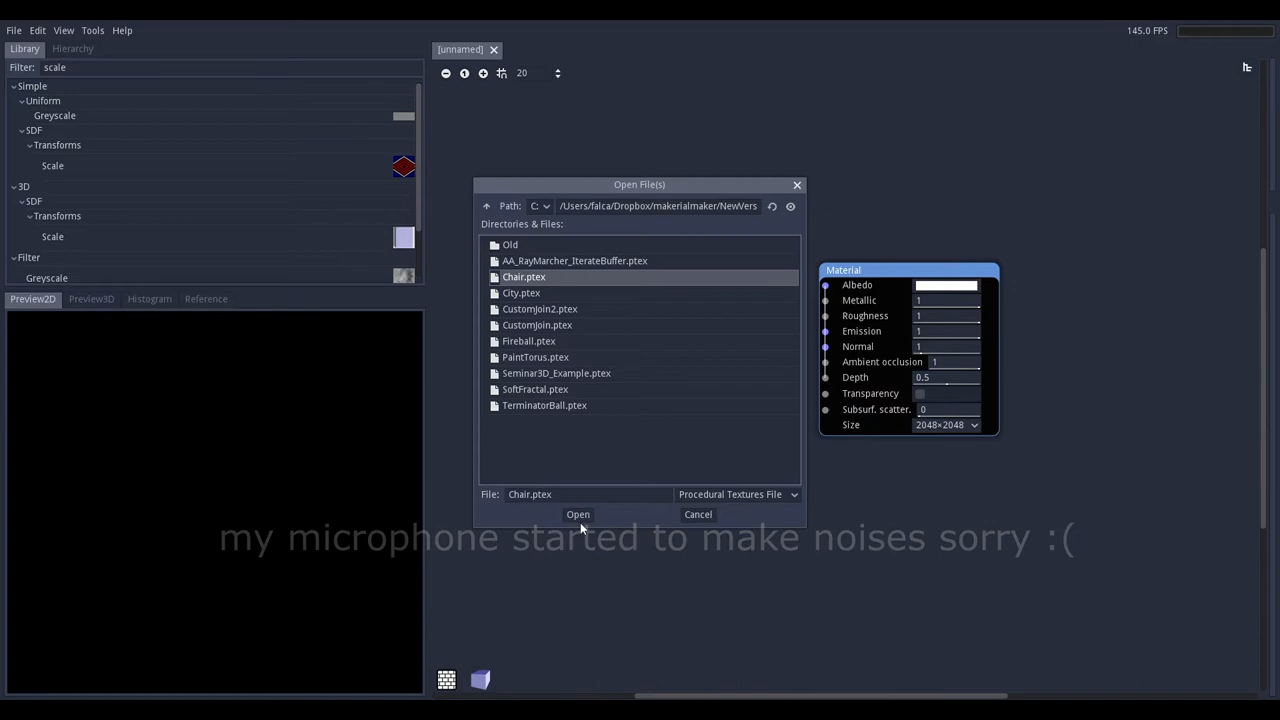 File Edit View Tools Help
145.0 FPS
Library Hierarchy
[unnamed]
Filter: scale
20
Simple
Uniform
Greyscale
SDF
Transforms
Scale
3D
SDF
Transforms
Scale
Filter
Greyscale
Preview2D Preview3D Histogram Reference
Open File(s)
Path: C: /Users/falca/Dropbox/makerialmaker/NewVers
Directories & Files:
Old
AA_RayMarcher_IterateBuffer.ptex
Chair.ptex
City.ptex
CustomJoin2.ptex
CustomJoin.ptex
Fireball.ptex
PaintTorus.ptex
Seminar3D_Example.ptex
SoftFractal.ptex
TerminatorBall.ptex
File: Chair.ptex Procedural Textures File
Open Cancel
Material
Albedo
Metallic 1
Roughness 1
Emission 1
Normal 1
Ambient occlusion 1
Depth 0.5
Transparency
Subsurf. scatter. 0
Size 2048×2048
my microphone started to make noises sorry :(